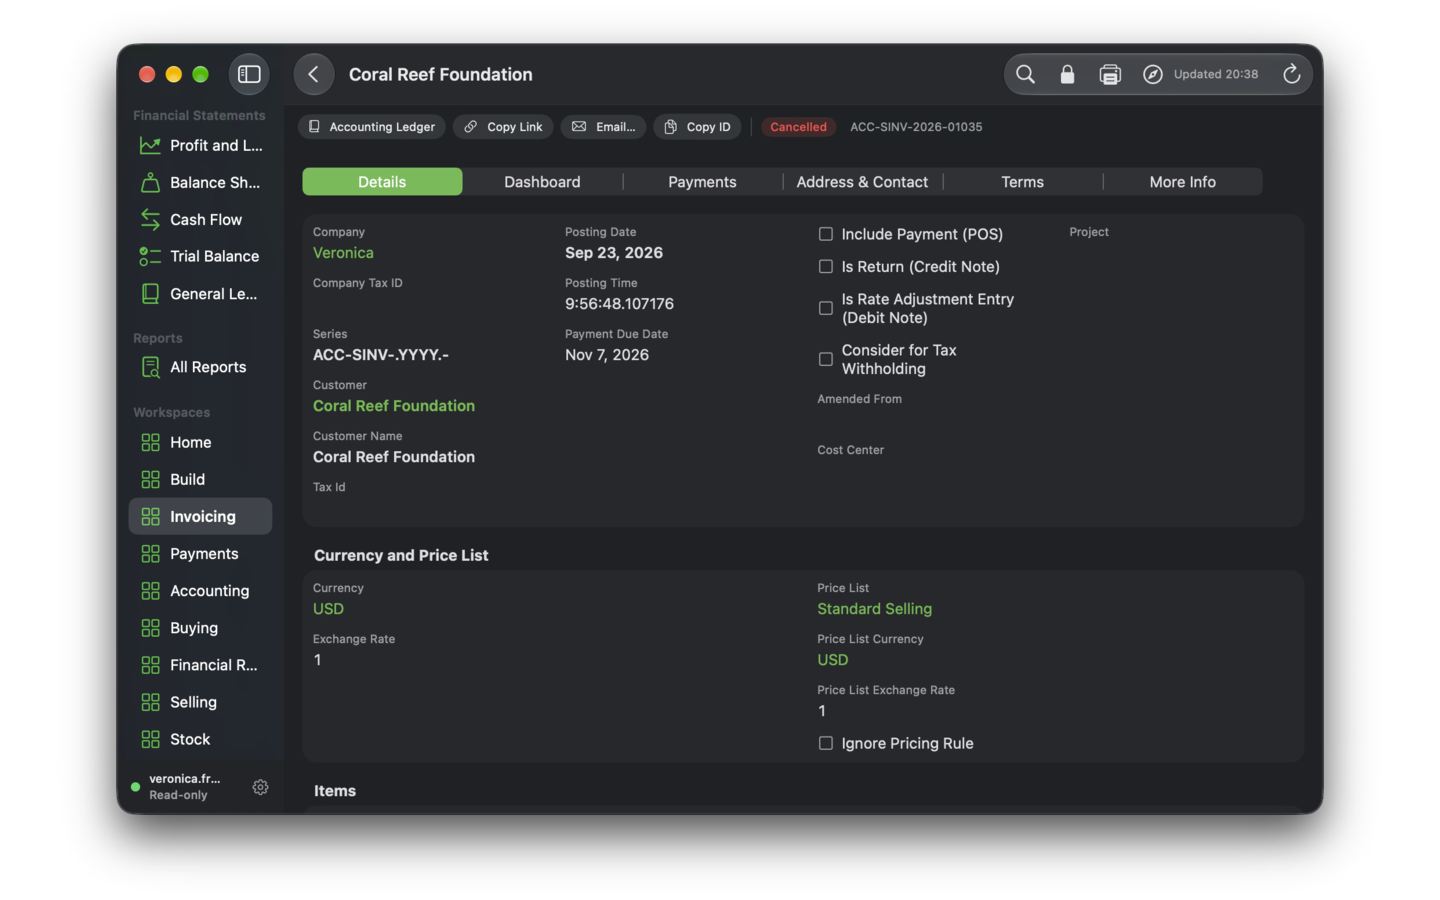 Coral Reef Foundation
Updated 20:38
Financial Statements
Profit and L...
Balance Sh...
Cash Flow
Trial Balance
General Le...
Reports
All Reports
Workspaces
Home
Build
Invoicing
Payments
Accounting
Buying
Financial R...
Selling
Stock
veronica.fr...
Read-only
Accounting Ledger
Copy Link
Email...
Copy ID
Cancelled
ACC-SINV-2026-01035
Details
Dashboard
Payments
Address & Contact
Terms
More Info
Company
Veronica
Company Tax ID
Series
ACC-SINV-.YYYY.-
Customer
Coral Reef Foundation
Customer Name
Coral Reef Foundation
Tax Id
Posting Date
Sep 23, 2026
Posting Time
9:56:48.107176
Payment Due Date
Nov 7, 2026
Include Payment (POS)
Is Return (Credit Note)
Is Rate Adjustment Entry
(Debit Note)
Consider for Tax
Withholding
Amended From
Cost Center
Project
Currency and Price List
Currency
USD
Exchange Rate
1
Price List
Standard Selling
Price List Currency
USD
Price List Exchange Rate
1
Ignore Pricing Rule
Items